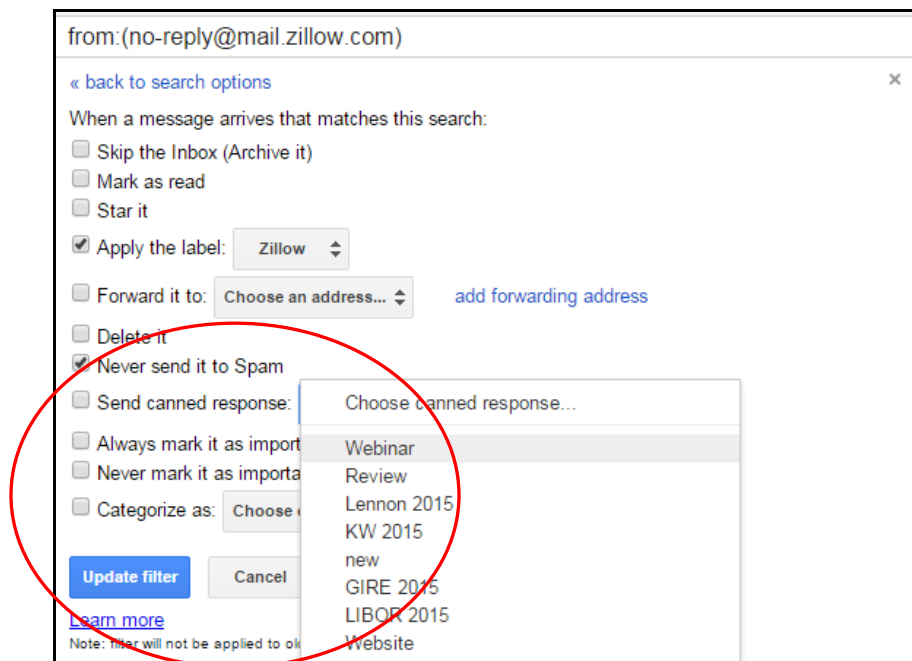 from:(no-reply@mail.zillow.com)
« back to search options ×
When a message arrives that matches this search:
Skip the Inbox (Archive it)
Mark as read
Star it
Apply the label: Zillow
Forward it to: Choose an address... add forwarding address
Delete it
Never send it to Spam
Send canned response: Choose canned response...
Always mark it as import
Webinar
Never mark it as importa
Review
Lennon 2015
Categorize as: Choose
KW 2015
new
Update filter Cancel
GIRE 2015
LIBOR 2015
Learn more
Website
Note: filter will not be applied to ol